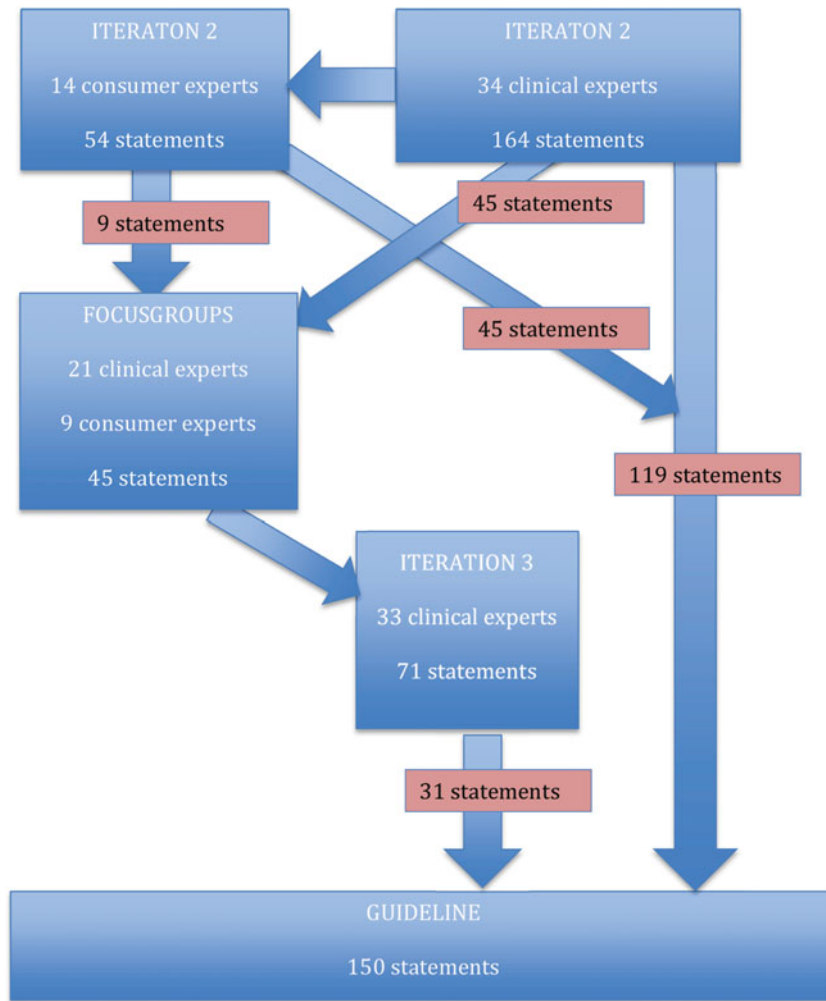 ITERATON 2
14 consumer experts
54 statements
ITERATION 2
34 clinical experts
164 statements
9 statements
45 statements
45 statements
FOCUSGROUPS
21 clinical experts
9 consumer experts
45 statements
119 statements
ITERATION 3
33 clinical experts
71 statements
31 statements
GUIDELINE
150 statements